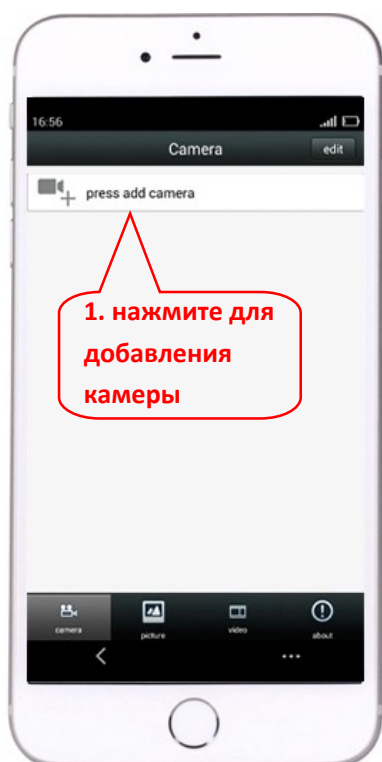 16:56
Camera
edit
press add camera
1. нажмите для
добавления
камеры
camera
picture
video
about